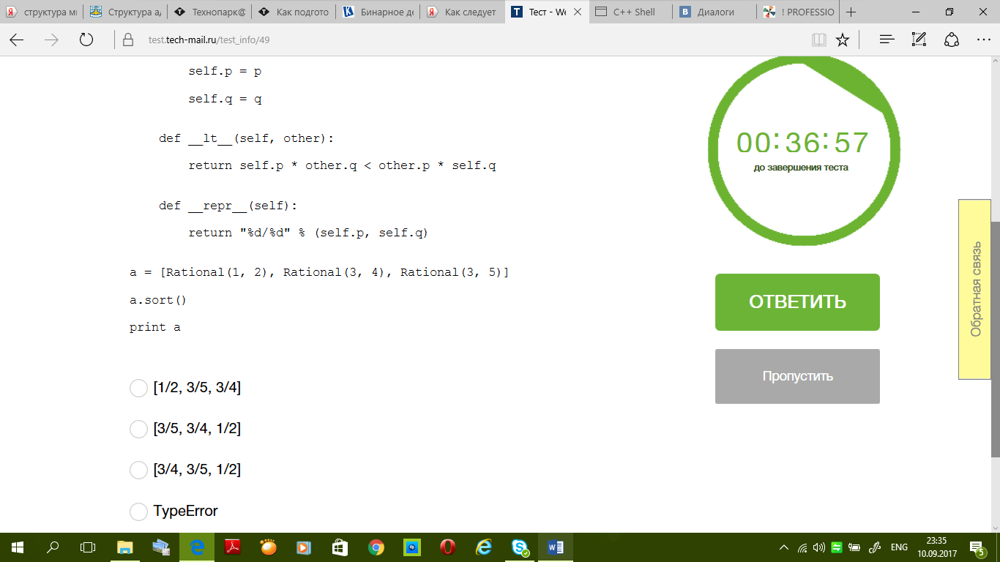 структура мн
Структура ад
Технопарк@
Как подгото
Бинарное де
Как следует
Тест - We
C++ Shell
Диалоги
! PROFESSIO
test.tech-mail.ru/test_info/49
self.p = p
self.q = q
def __lt__(self, other):
return self.p * other.q < other.p * self.q
def __repr__(self):
return "%d/%d" % (self.p, self.q)
a = [Rational(1, 2), Rational(3, 4), Rational(3, 5)]
a.sort()
print a
[1/2, 3/5, 3/4]
[3/5, 3/4, 1/2]
[3/4, 3/5, 1/2]
TypeError
00:36:57
до завершения теста
ОТВЕТИТЬ
Пропустить
Обратная связь
ENG
23:35
10.09.2017
5